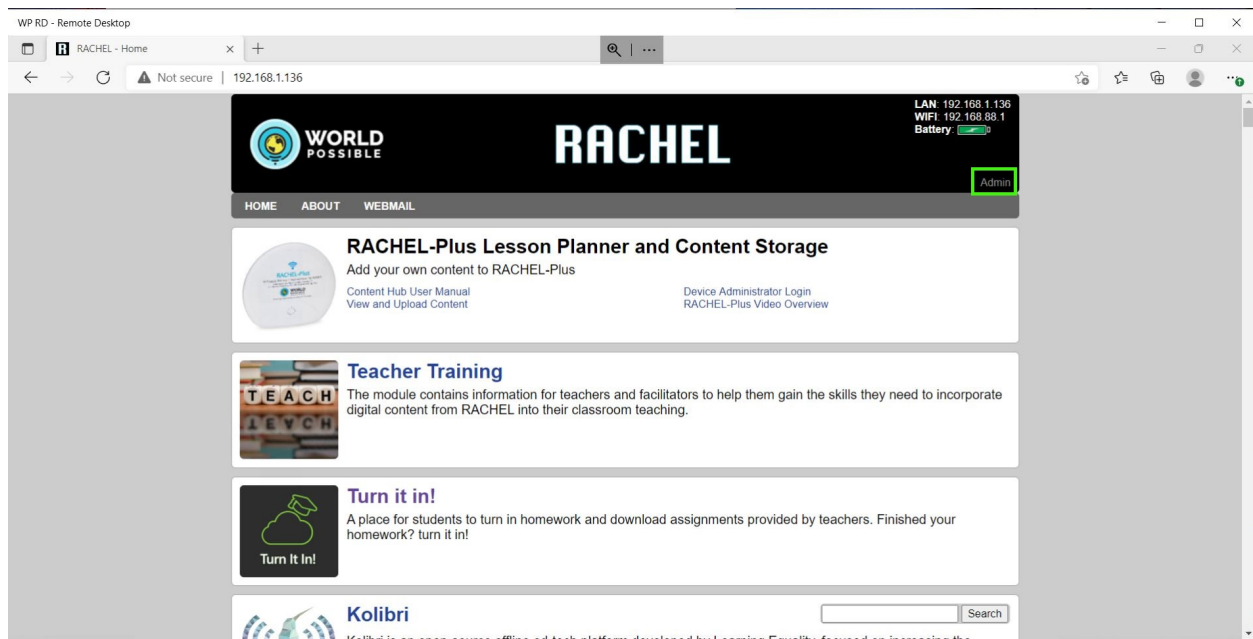 WP RD - Remote Desktop
RACHEL - Home
Not secure | 192.168.1.136
WORLD
POSSIBLE
RACHEL
LAN: 192.168.1.136
WIFI: 192.168.88.1
Battery:
Admin
HOME ABOUT WEBMAIL
RACHEL-Plus Lesson Planner and Content Storage
Add your own content to RACHEL-Plus
Content Hub User Manual
Device Administrator Login
View and Upload Content
RACHEL-Plus Video Overview
TEACH
Teacher Training
The module contains information for teachers and facilitators to help them gain the skills they need to incorporate
digital content from RACHEL into their classroom teaching.
Turn It In!
Turn it in!
A place for students to turn in homework and download assignments provided by teachers. Finished your
homework? turn it in!
Kolibri
Search